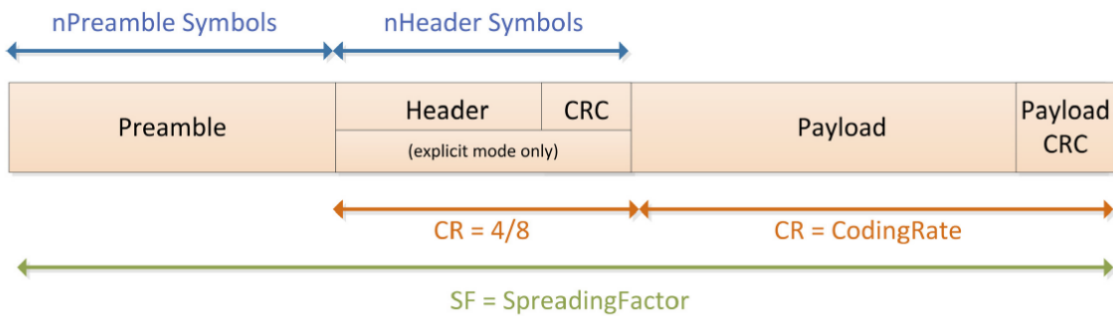 nPreamble Symbols
nHeader Symbols
Preamble
Header
CRC
(explicit mode only)
Payload
Payload
CRC
CR = 4/8
CR = CodingRate
SF = SpreadingFactor